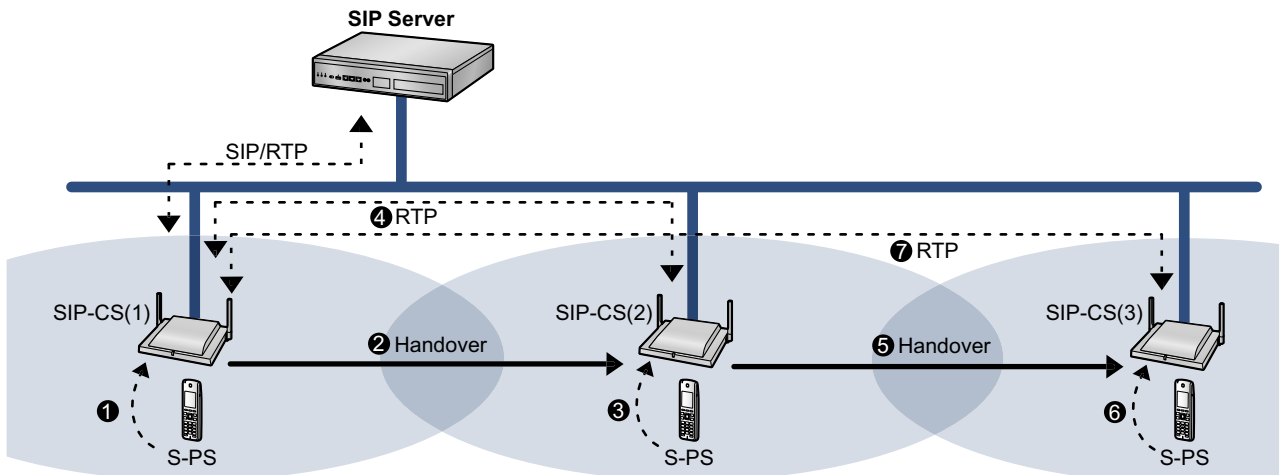 SIP Server
SIP/RTP
❹ RTP
❼ RTP
SIP-CS(1)
SIP-CS(2)
SIP-CS(3)
❷ Handover
❺ Handover
❶
❸
❻
S-PS
S-PS
S-PS